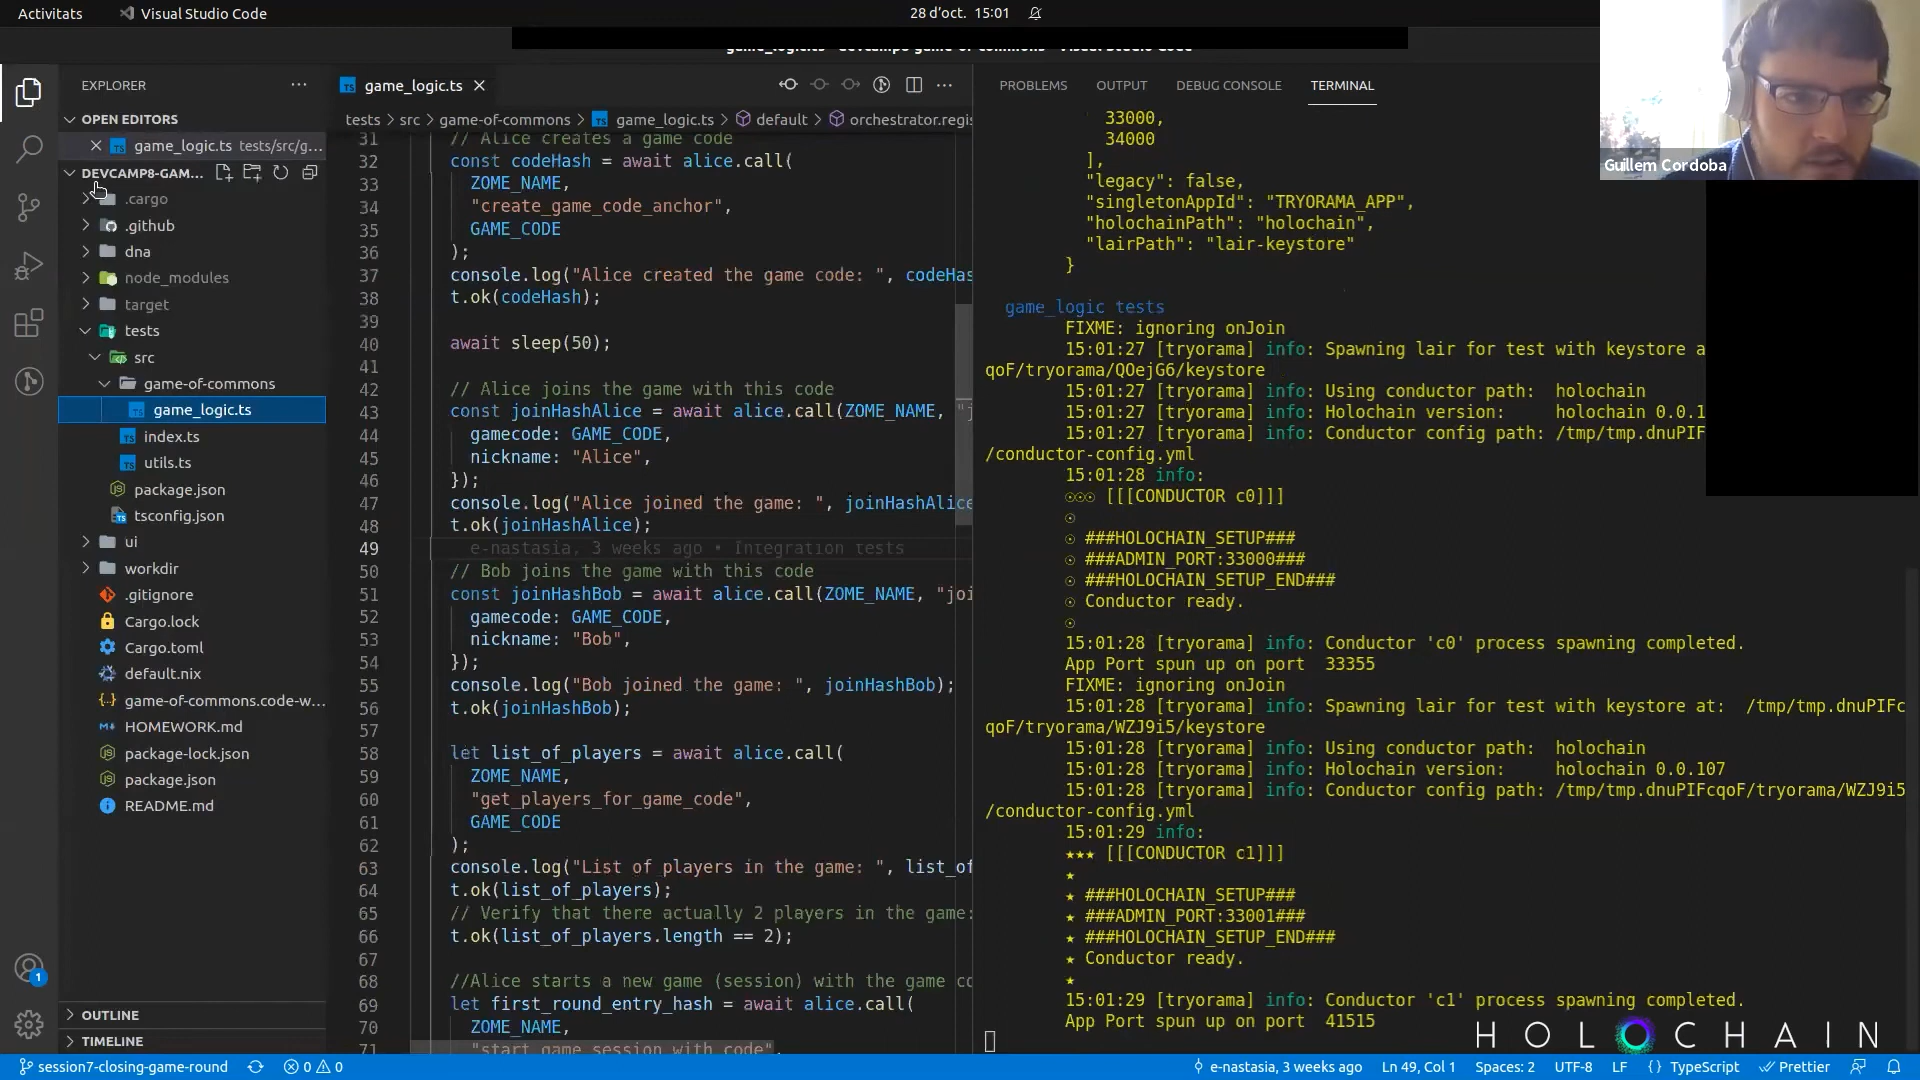 Activitats
Visual Studio Code
28 d'oct. 15:01
Guillem Cordoba
EXPLORER
OPEN EDITORS
game_logic.ts tests/src/g...
DEVCAMP8-GAM...
.cargo
.github
dna
node_modules
target
tests
src
game-of-commons
game_logic.ts
index.ts
utils.ts
package.json
tsconfig.json
ui
workdir
.gitignore
Cargo.lock
Cargo.toml
default.nix
game-of-commons.code-w...
HOMEWORK.md
package-lock.json
package.json
README.md
OUTLINE
TIMELINE
game_logic.ts
tests > src > game-of-commons > game_logic.ts > default > orchestrator.regis
31 // Alice creates a game code
32 const codeHash = await alice.call(
33 ZOME_NAME,
34 "create_game_code_anchor",
35 GAME_CODE
36 );
37 console.log("Alice created the game code: ", codeHas
38 t.ok(codeHash);
39
40 await sleep(50);
41
42 // Alice joins the game with this code
43 const joinHashAlice = await alice.call(ZOME_NAME, "j
44 gamecode: GAME_CODE,
45 nickname: "Alice",
46 });
47 console.log("Alice joined the game: ", joinHashAlice
48 t.ok(joinHashAlice);
49 e-nastasia, 3 weeks ago • Integration tests
50 // Bob joins the game with this code
51 const joinHashBob = await alice.call(ZOME_NAME, "joi
52 gamecode: GAME_CODE,
53 nickname: "Bob",
54 });
55 console.log("Bob joined the game: ", joinHashBob);
56 t.ok(joinHashBob);
57
58 let list_of_players = await alice.call(
59 ZOME_NAME,
60 "get_players_for_game_code",
61 GAME_CODE
62 );
63 console.log("List of players in the game: ", list_of
64 t.ok(list_of_players);
65 // Verify that there actually 2 players in the game:
66 t.ok(list_of_players.length == 2);
67
68 //Alice starts a new game (session) with the game co
69 let first_round_entry_hash = await alice.call(
70 ZOME_NAME,
71 "start_game_session_with_code",
PROBLEMS OUTPUT DEBUG CONSOLE TERMINAL
33000,
34000
],
"legacy": false,
"singletonAppId": "TRYORAMA_APP",
"holochainPath": "holochain",
"lairPath": "lair-keystore"
}
game_logic tests
FIXME: ignoring onJoin
15:01:27 [tryorama] info: Spawning lair for test with keystore a
qoF/tryorama/QOejG6/keystore
15:01:27 [tryorama] info: Using conductor path: holochain
15:01:27 [tryorama] info: Holochain version: holochain 0.0.1
15:01:27 [tryorama] info: Conductor config path: /tmp/tmp.dnuPIF
/conductor-config.yml
15:01:28 info:
☉☉☉ [[[CONDUCTOR c0]]]
☉
☉ ###HOLOCHAIN_SETUP###
☉ ###ADMIN_PORT:33000###
☉ ###HOLOCHAIN_SETUP_END###
☉ Conductor ready.
☉
15:01:28 [tryorama] info: Conductor 'c0' process spawning completed.
App Port spun up on port 33355
FIXME: ignoring onJoin
15:01:28 [tryorama] info: Spawning lair for test with keystore at: /tmp/tmp.dnuPIFc
qoF/tryorama/WZJ9i5/keystore
15:01:28 [tryorama] info: Using conductor path: holochain
15:01:28 [tryorama] info: Holochain version: holochain 0.0.107
15:01:28 [tryorama] info: Conductor config path: /tmp/tmp.dnuPIFcqoF/tryorama/WZJ9i5
/conductor-config.yml
15:01:29 info:
★★★ [[[CONDUCTOR c1]]]
★
★ ###HOLOCHAIN_SETUP###
★ ###ADMIN_PORT:33001###
★ ###HOLOCHAIN_SETUP_END###
★ Conductor ready.
★
15:01:29 [tryorama] info: Conductor 'c1' process spawning completed.
App Port spun up on port 41515
HOLOCHAIN
session7-closing-game-round 0 0
e-nastasia, 3 weeks ago Ln 49, Col 1 Spaces: 2 UTF-8 LF {} TypeScript Prettier
1